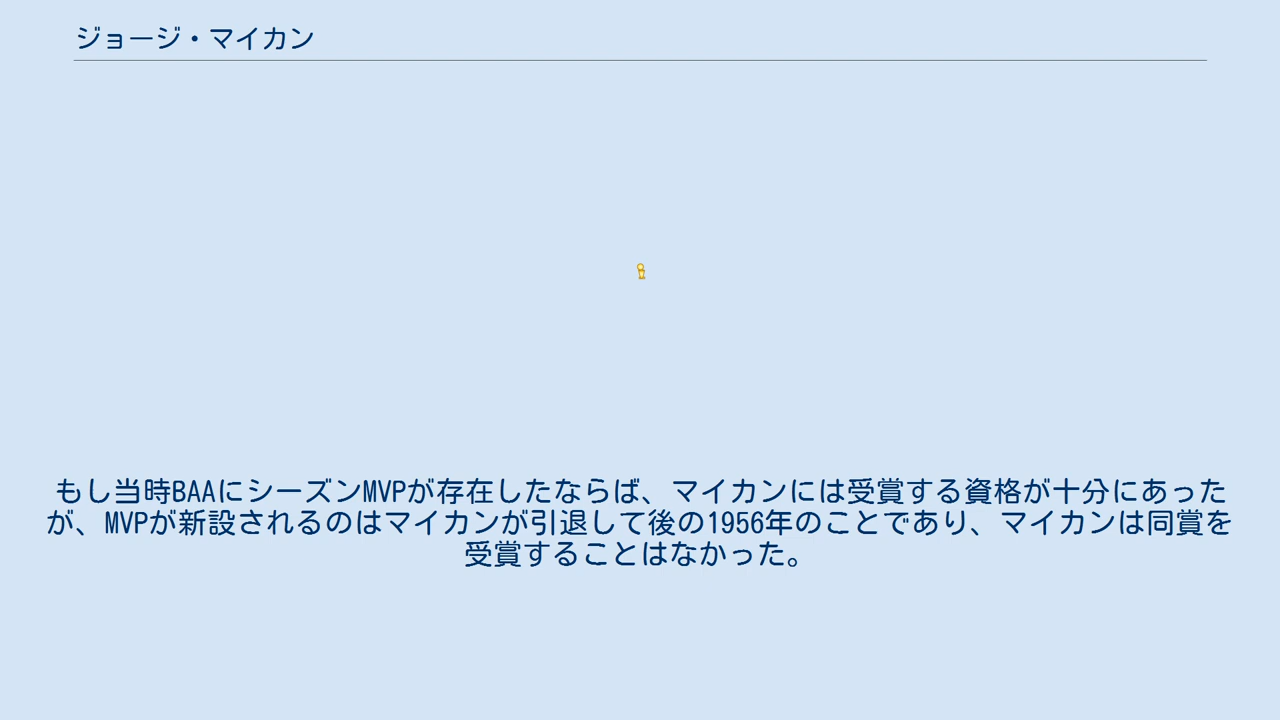 ジョージ・マイカン
もし当時BAAにシーズンMVPが存在したならば、マイカンには受賞する資格が十分にあった
が、MVPが新設されるのはマイカンが引退して後の1956年のことであり、マイカンは同賞を
受賞することはなかった。